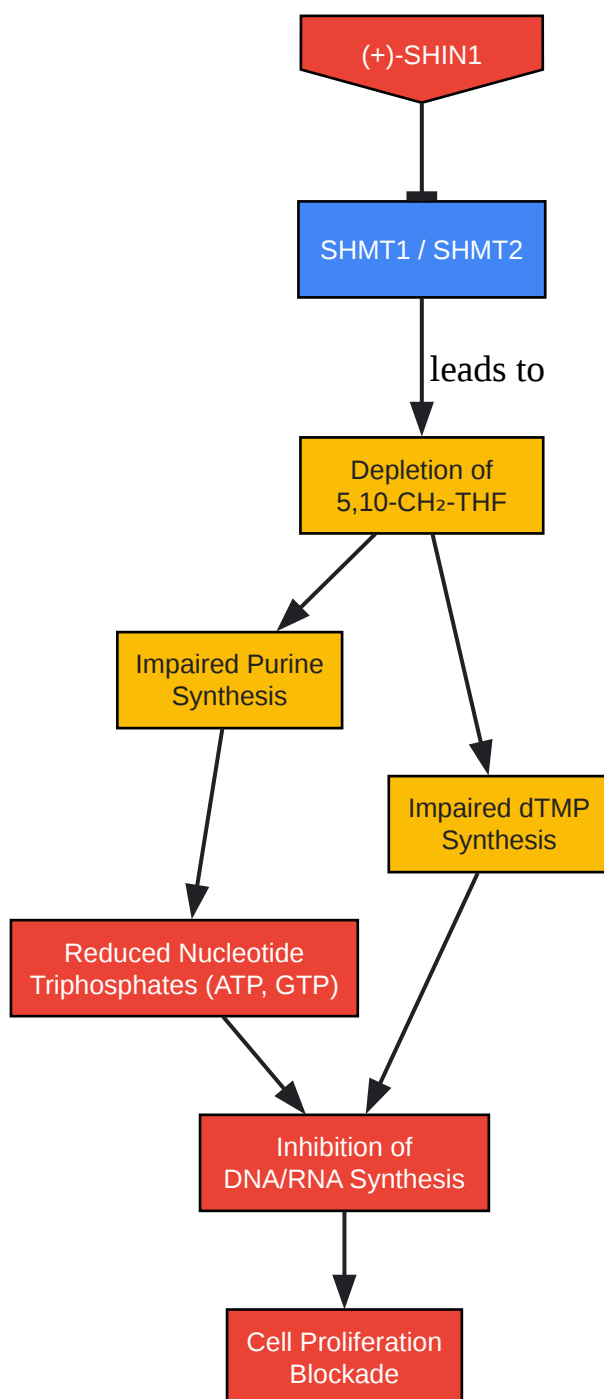 (+)-SHIN1
SHMT1 / SHMT2
leads to
Depletion of
5,10-CH₂-THF
Impaired Purine
Synthesis
Impaired dTMP
Synthesis
Reduced Nucleotide
Triphosphates (ATP, GTP)
Inhibition of
DNA/RNA Synthesis
Cell Proliferation
Blockade